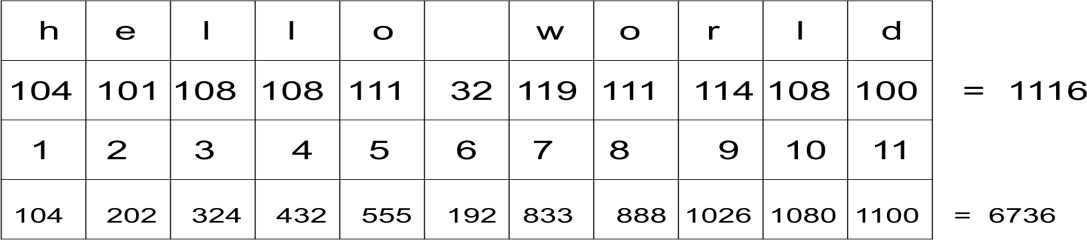 h e l l o w o r l d
104 101 108 108 111 32 119 111 114 108 100 = 1116
1 2 3 4 5 6 7 8 9 10 11
104 202 324 432 555 192 833 888 1026 1080 1100 = 6736